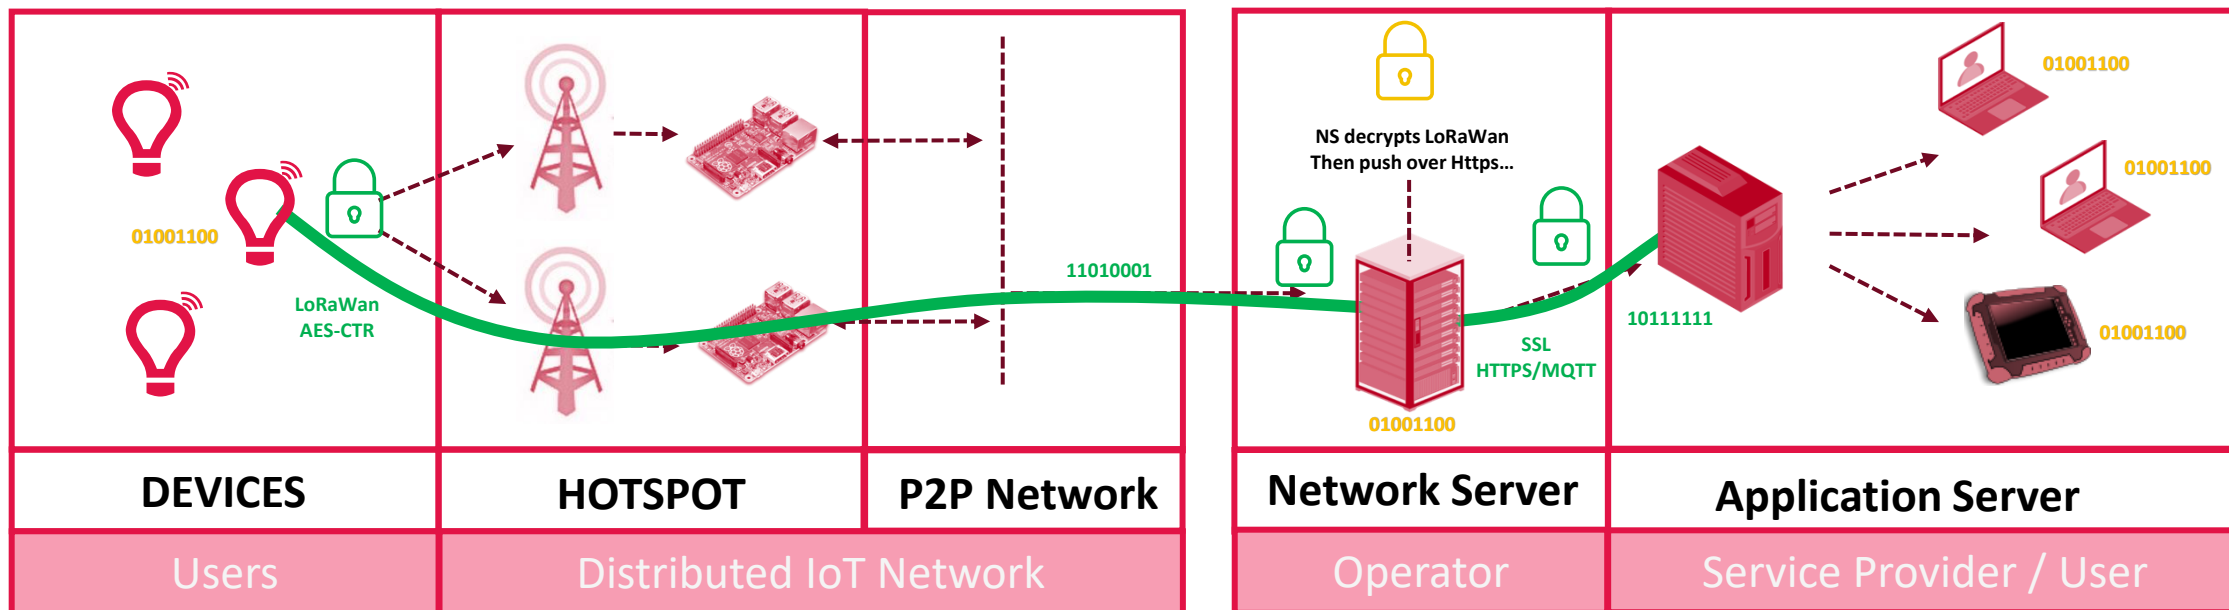 01001100
LoRaWan
AES-CTR
11010001
NS decrypts LoRaWan
Then push over Https...
01001100
SSL
HTTPS/MQTT
10111111
01001100
01001100
01001100
DEVICES
HOTSPOT
P2P Network
Network Server
Application Server
Users
Distributed IoT Network
Operator
Service Provider / User